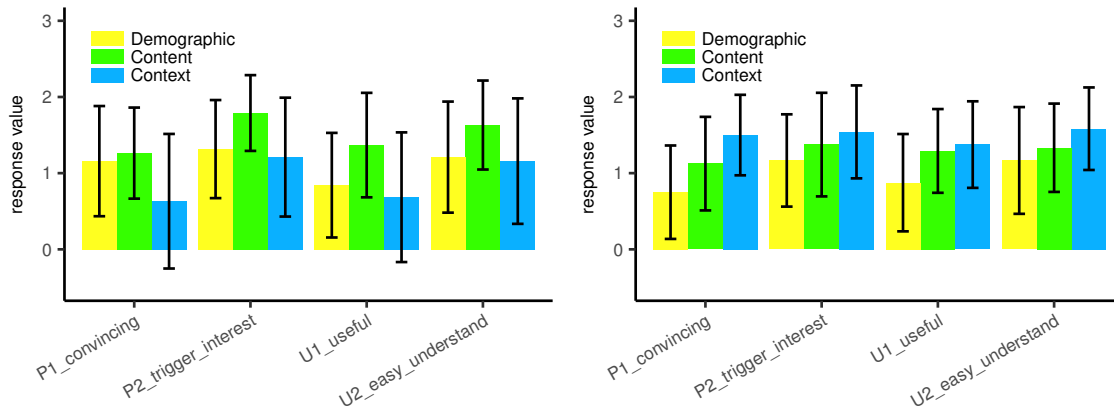 3
2
1
0
response value
Demographic
Content
Context
P1_convincing
P2_trigger_interest
U1_useful
U2_easy_understand
3
2
1
0
response value
Demographic
Content
Context
P1_convincing
P2_trigger_interest
U1_useful
U2_easy_understand